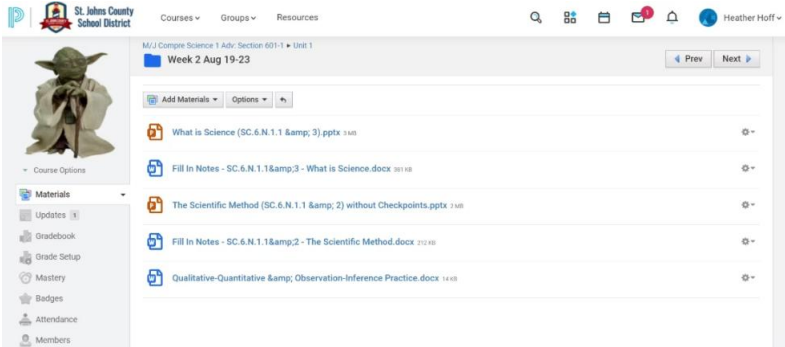 St. Johns County
School District
Courses
Groups
Resources
1
Heather Hoff
M/J Compre Science 1 Adv: Section 601-1 ▸ Unit 1
Week 2 Aug 19-23
Prev
Next
Add Materials
Options
What is Science (SC.6.N.1.1 &amp; 3).pptx 3 MB
Fill In Notes - SC.6.N.1.1&amp;3 - What is Science.docx 381 KB
The Scientific Method (SC.6.N.1.1 &amp; 2) without Checkpoints.pptx 3 MB
Fill In Notes - SC.6.N.1.1&amp;2 - The Scientific Method.docx 212 KB
Qualitative-Quantitative &amp; Observation-Inference Practice.docx 14 KB
Course Options
Materials
Updates 1
Gradebook
Grade Setup
Mastery
Badges
Attendance
Members